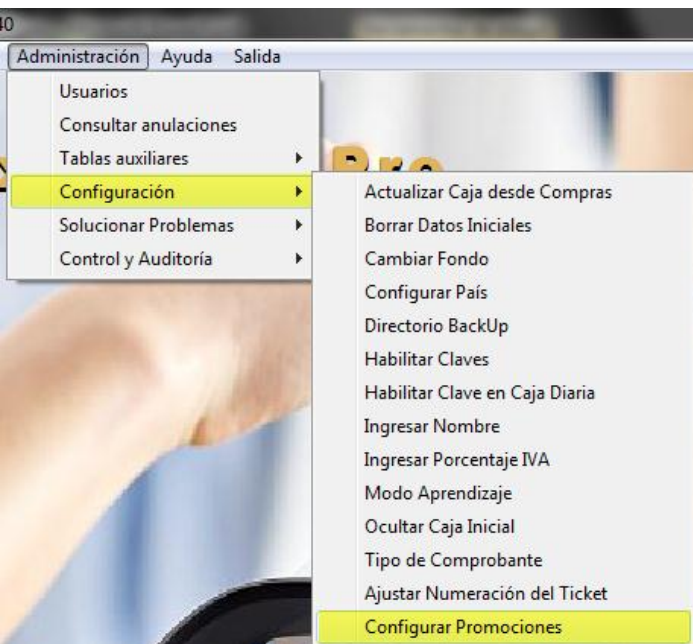 40
Administración Ayuda Salida
Usuarios
Consultar anulaciones
Tablas auxiliares
Configuración
Solucionar Problemas
Control y Auditoría
Pro
Actualizar Caja desde Compras
Borrar Datos Iniciales
Cambiar Fondo
Configurar País
Directorio BackUp
Habilitar Claves
Habilitar Clave en Caja Diaria
Ingresar Nombre
Ingresar Porcentaje IVA
Modo Aprendizaje
Ocultar Caja Inicial
Tipo de Comprobante
Ajustar Numeración del Ticket
Configurar Promociones